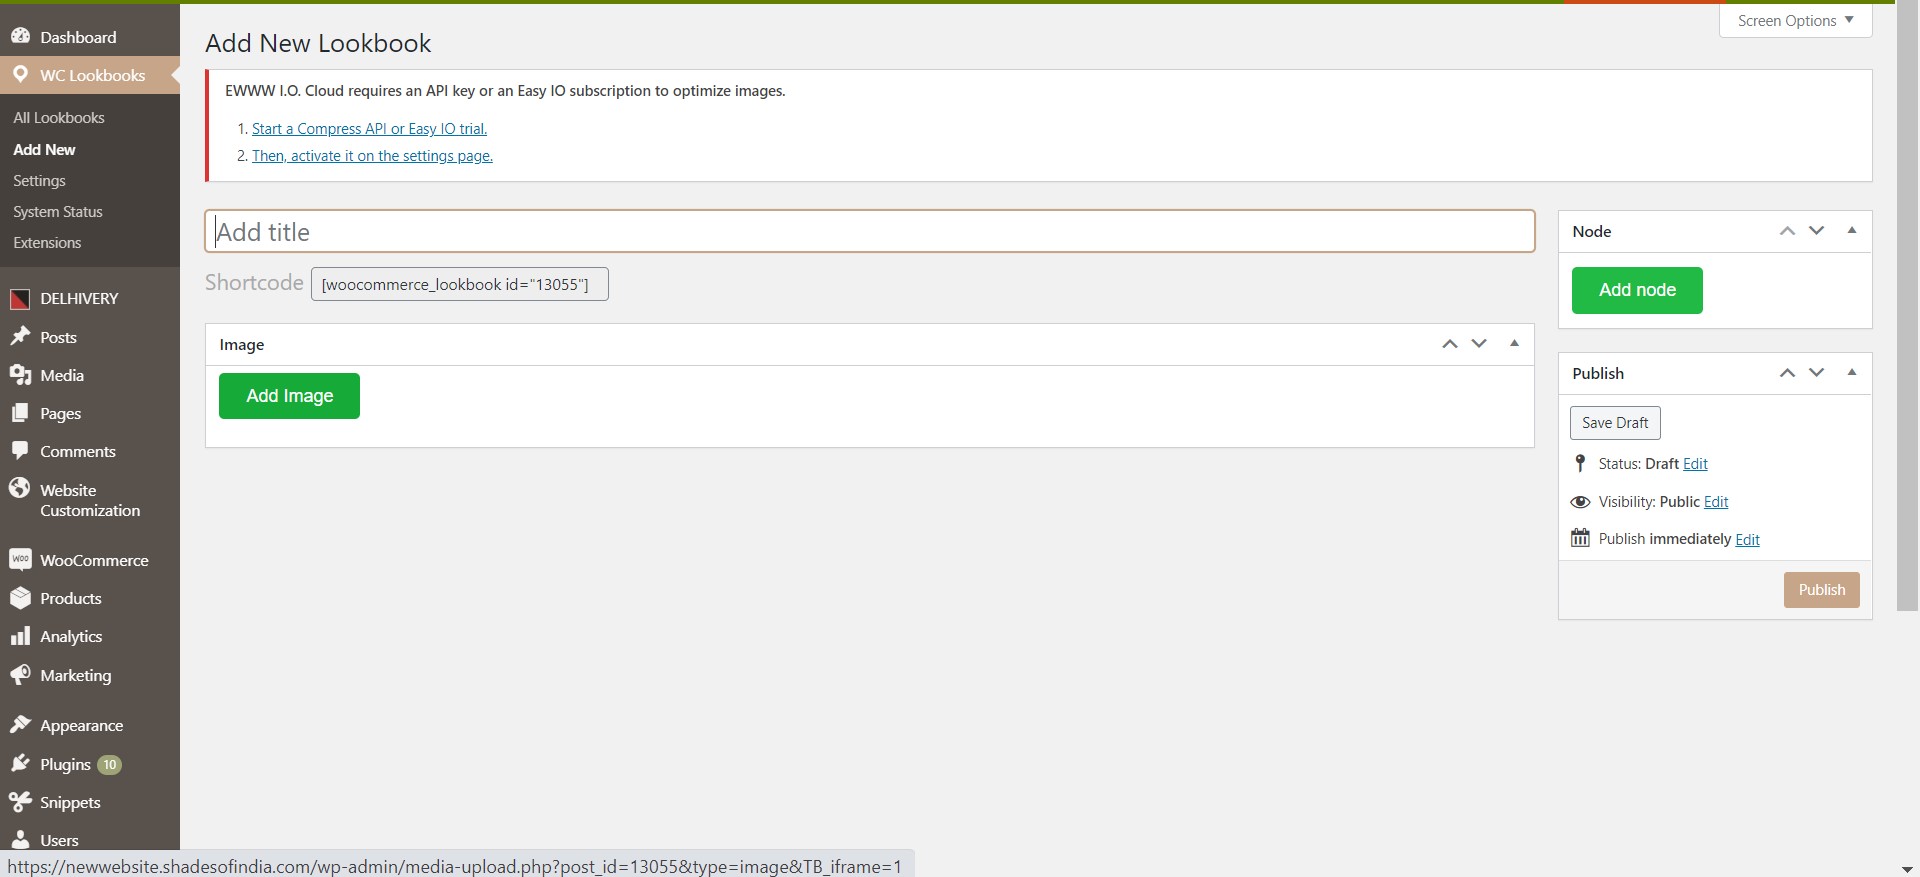 Screen Options
Dashboard
WC Lookbooks
All Lookbooks
Add New
Settings
System Status
Extensions
DELHIVERY
Posts
Media
Pages
Comments
Website
Customization
WooCommerce
Products
Analytics
Marketing
Appearance
Plugins 10
Snippets
Users
Add New Lookbook
EWWW I.O. Cloud requires an API key or an Easy IO subscription to optimize images.
1. Start a Compress API or Easy IO trial.
2. Then, activate it on the settings page.
Add title
Shortcode [woocommerce_lookbook id="13055"]
Image
Add Image
Node
Add node
Publish
Save Draft
Status: Draft Edit
Visibility: Public Edit
Publish immediately Edit
Publish
https://newwebsite.shadesofindia.com/wp-admin/media-upload.php?post_id=13055&type=image&TB_iframe=1